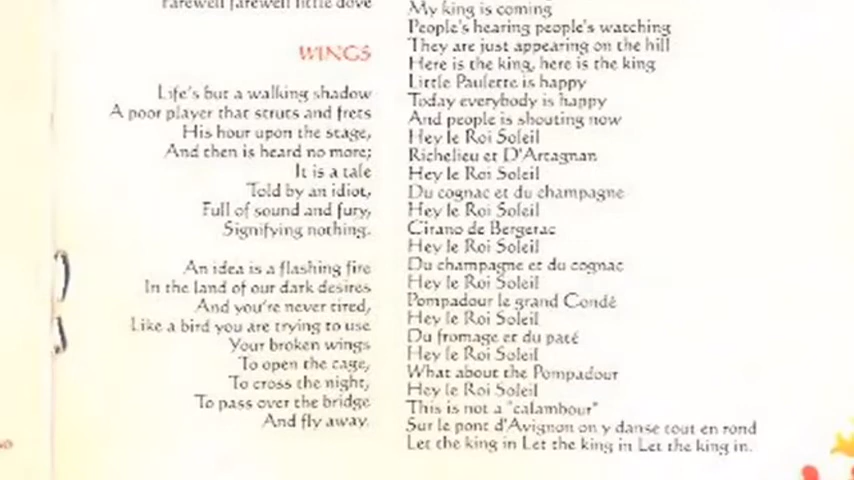 Farewell farewell little dove
WINGS
Life's but a walking shadow
A poor player that struts and frets
His hour upon the stage,
And then is heard no more;
It is a tale
Told by an idiot,
Full of sound and fury,
Signifying nothing.
An idea is a flashing fire
In the land of our dark desires
And you're never tired,
Like a bird you are trying to use
Your broken wings
To open the cage,
To cross the night,
To pass over the bridge
And fly away.
My king is coming
People's hearing people's watching
They are just appearing on the hill
Here is the king, here is the king
Little Paulette is happy
Today everybody is happy
And people is shouting now
Hey le Roi Soleil
Richelieu et D'Artagnan
Hey le Roi Soleil
Du cognac et du champagne
Hey le Roi Soleil
Cirano de Bergerac
Hey le Roi Soleil
Du champagne et du cognac
Hey le Roi Soleil
Pompadour le grand Condé
Hey le Roi Soleil
Du fromage et du paté
Hey le Roi Soleil
What about the Pompadour
Hey le Roi Soleil
This is not a "calambour"
Sur le pont d'Avignon on y danse tout en rond
Let the king in Let the king in Let the king in.